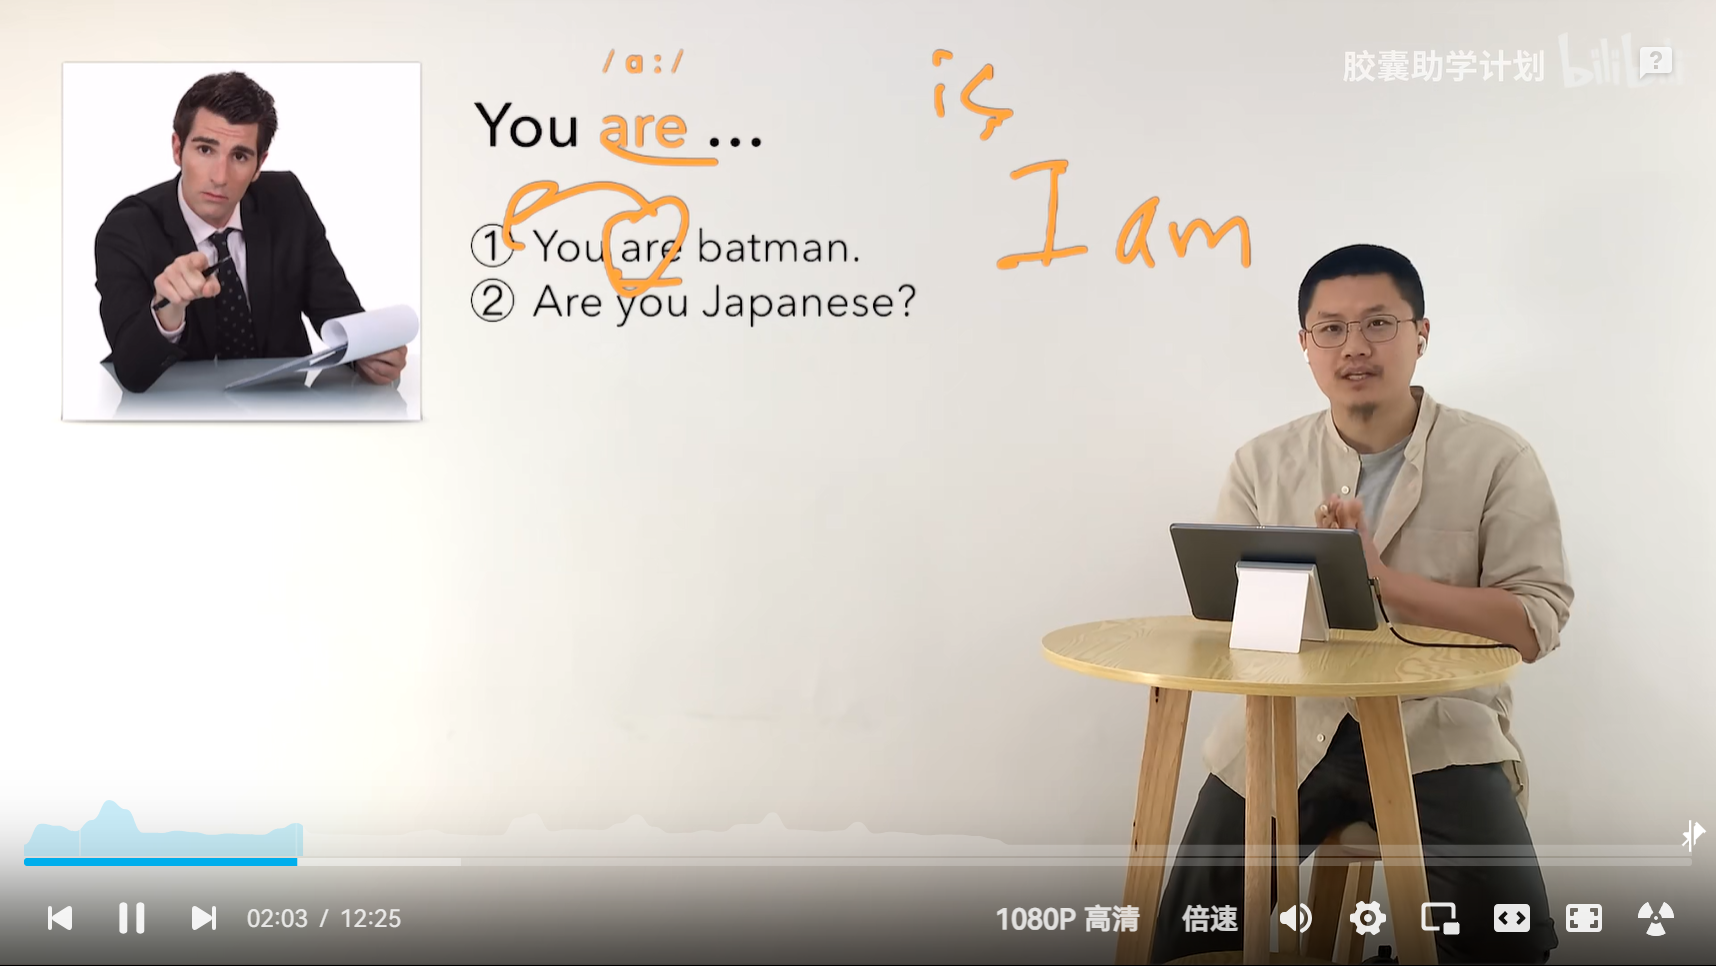 胶囊助学计划 bilibili
/ɑː/
You are ...
is
I am
① You are batman.
② Are you Japanese?
02:03 / 12:25
1080P 高清
倍速